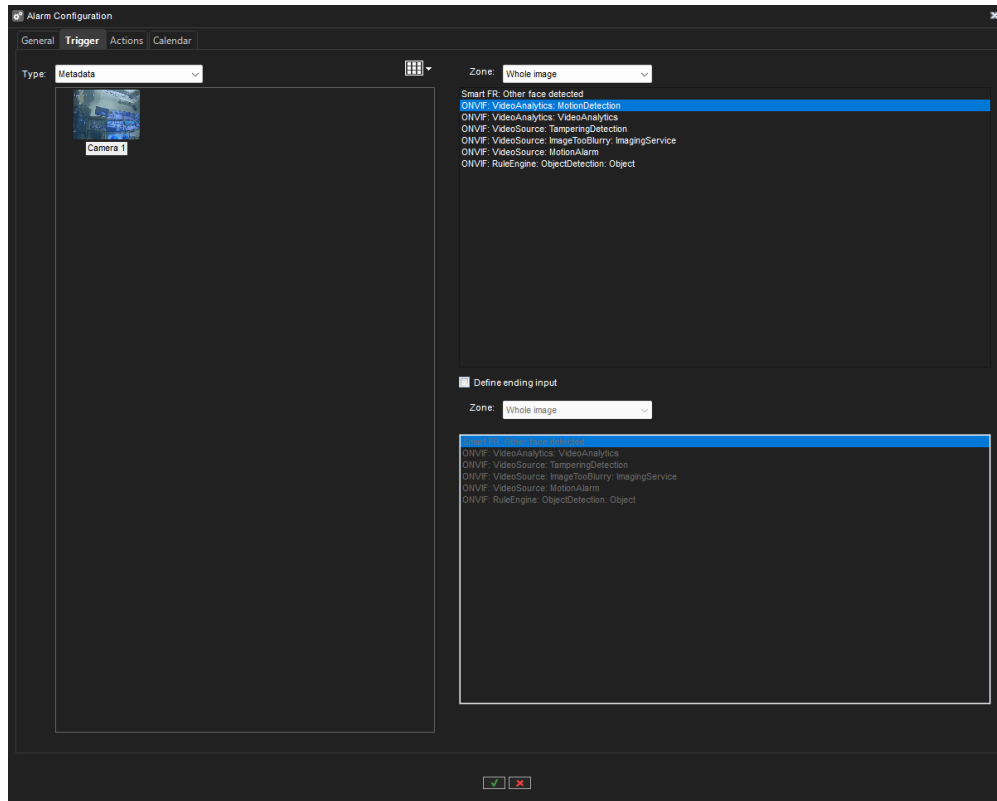 Alarm Configuration
General Trigger Actions Calendar
Type: Metadata
Zone: Whole image
Camera 1
Smart FR: Other face detected
ONVIF: VideoAnalytics: MotionDetection
ONVIF: VideoAnalytics: VideoAnalytics
ONVIF: VideoSource: TamperingDetection
ONVIF: VideoSource: ImageTooBlurry: ImagingService
ONVIF: VideoSource: MotionAlarm
ONVIF: RuleEngine: ObjectDetection: Object
Define ending input
Zone: Whole image
Smart FR: Other face detected
ONVIF: VideoAnalytics: VideoAnalytics
ONVIF: VideoSource: TamperingDetection
ONVIF: VideoSource: ImageTooBlurry: ImagingService
ONVIF: VideoSource: MotionAlarm
ONVIF: RuleEngine: ObjectDetection: Object